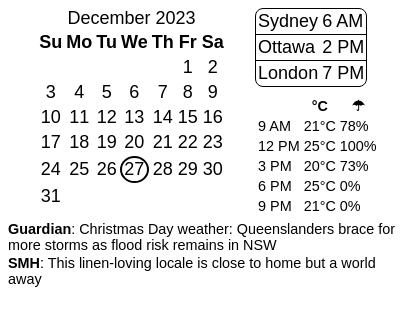 December 2023
Su Mo Tu We Th Fr Sa
1 2
3 4 5 6 7 8 9
10 11 12 13 14 15 16
17 18 19 20 21 22 23
24 25 26 27 28 29 30
31
Sydney 6 AM
Ottawa 2 PM
London 7 PM
°C ☂
9 AM 21°C 78%
12 PM 25°C 100%
3 PM 20°C 73%
6 PM 25°C 0%
9 PM 21°C 0%
Guardian: Christmas Day weather: Queenslanders brace for
more storms as flood risk remains in NSW
SMH: This linen-loving locale is close to home but a world
away